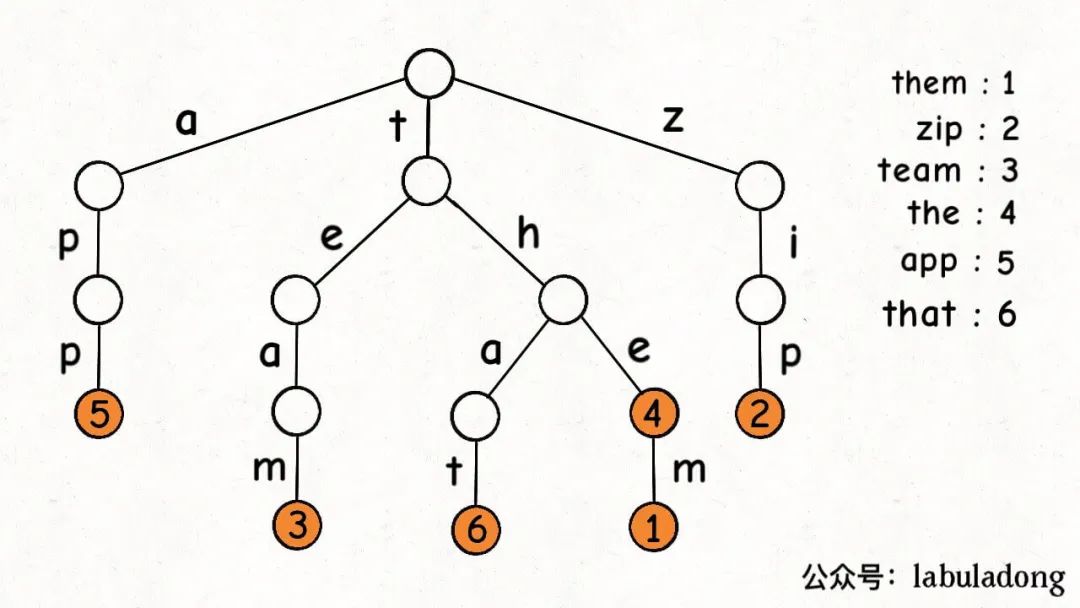 a
t
z
them : 1
zip : 2
team : 3
the : 4
app : 5
that : 6
p
e
h
i
p
a
a
e
p
5
4
2
m
t
m
3
6
1
公众号：labuladong